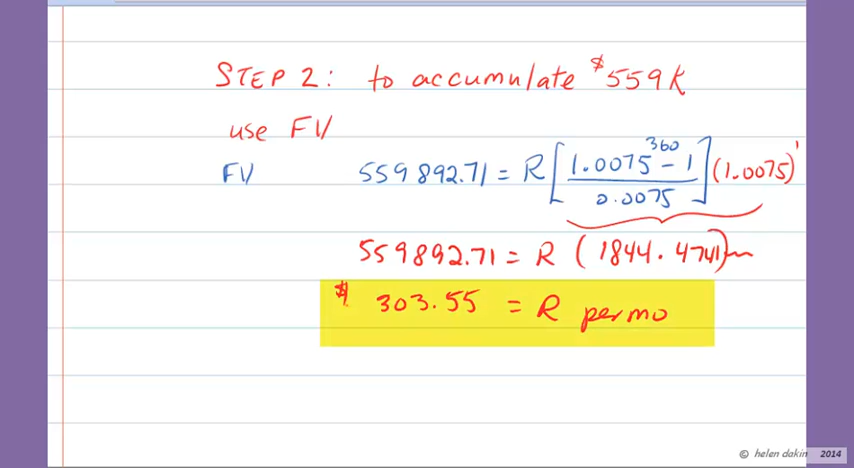 STEP 2: to accumulate $559K
use FV
FV 559892.71 = R [ (1.0075^360 - 1) / 0.0075 ] (1.0075)^1
559892.71 = R (1844.4741)
$303.55 = R per mo
© helen dakin 2014